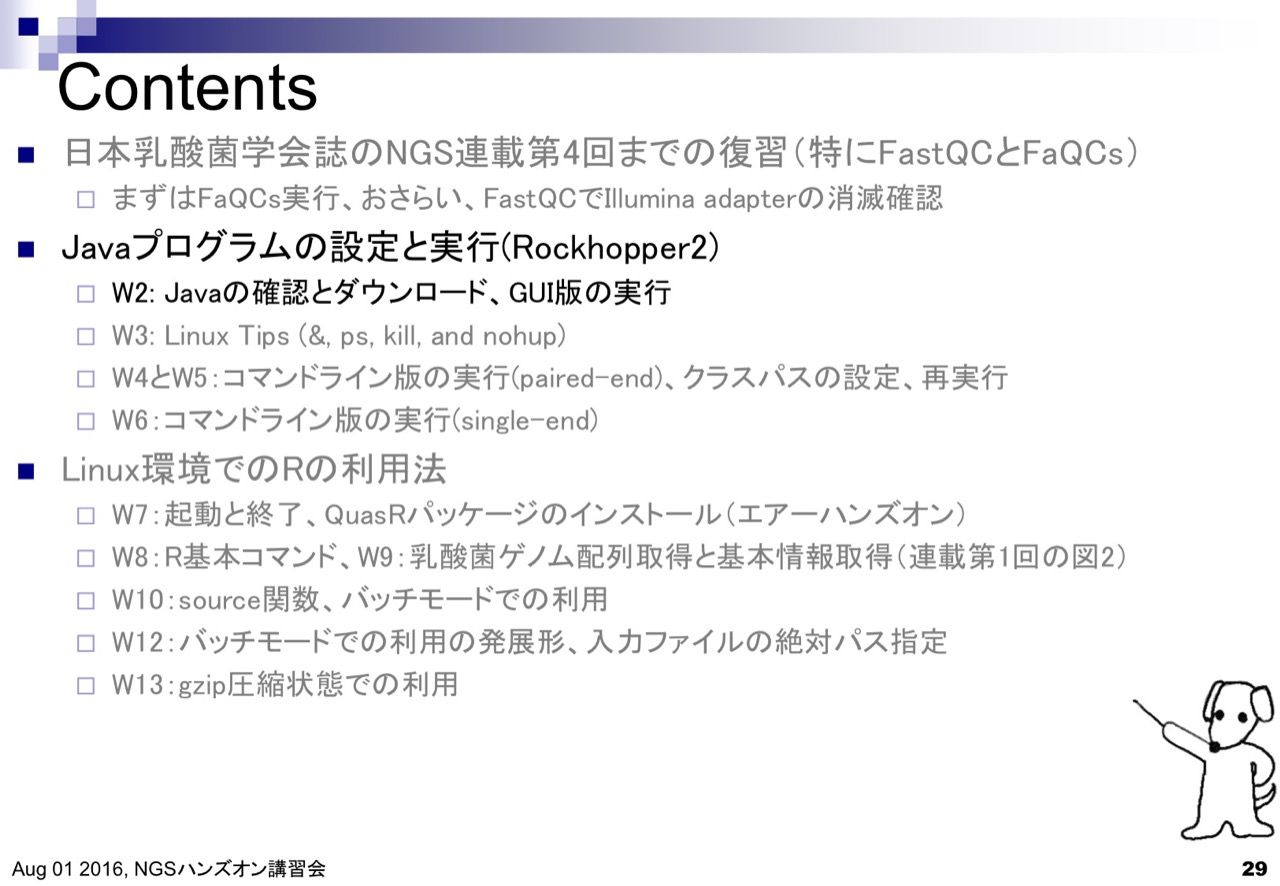 Contents
日本乳酸菌学会誌のNGS連載第4回までの復習（特にFastQCとFaQCs）
まずはFaQCs実行、おさらい、FastQCでIllumina adapterの消滅確認
Javaプログラムの設定と実行(Rockhopper2)
W2: Javaの確認とダウンロード、GUI版の実行
W3: Linux Tips (&, ps, kill, and nohup)
W4とW5：コマンドライン版の実行(paired-end)、クラスパスの設定、再実行
W6：コマンドライン版の実行(single-end)
Linux環境でのRの利用法
W7：起動と終了、QuasRパッケージのインストール（エアーハンズオン）
W8：R基本コマンド、W9：乳酸菌ゲノム配列取得と基本情報取得（連載第1回の図2）
W10：source関数、バッチモードでの利用
W12：バッチモードでの利用の発展形、入力ファイルの絶対パス指定
W13：gzip圧縮状態での利用
Aug 01 2016, NGSハンズオン講習会
29